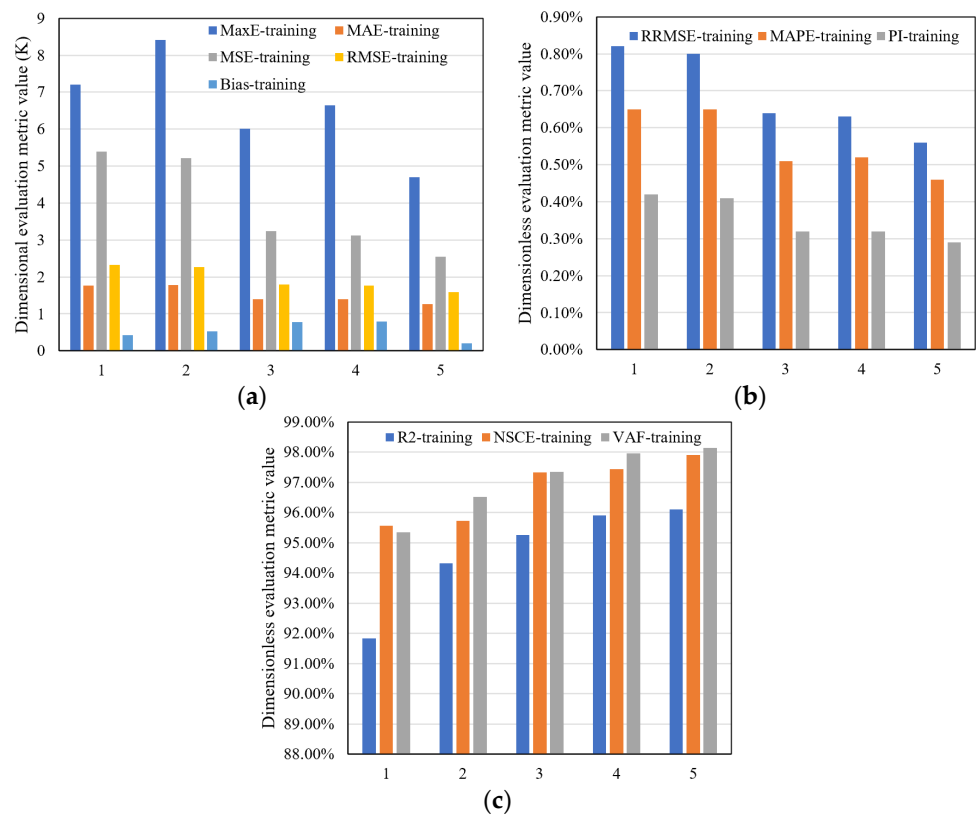 Dimensional evaluation metric value (K)
9
8
7
6
5
4
3
2
1
0
MaxE-training MAE-training
MSE-training RMSE-training
Bias-training
1 2 3 4 5
(a)
Dimensionless evaluation metric value
0.90%
0.80%
0.70%
0.60%
0.50%
0.40%
0.30%
0.20%
0.10%
0.00%
RRMSE-training MAPE-training PI-training
1 2 3 4 5
(b)
Dimensionless evaluation metric value
99.00%
98.00%
97.00%
96.00%
95.00%
94.00%
93.00%
92.00%
91.00%
90.00%
89.00%
88.00%
R2-training NSCE-training VAF-training
1 2 3 4 5
(c)